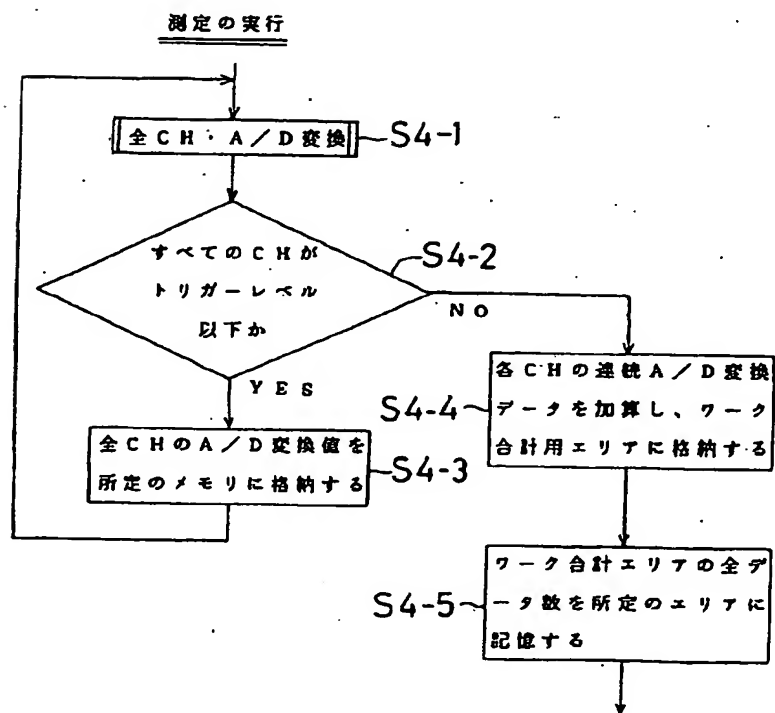 測定の実行
全CH・A/D変換
S4-1
すべてのCHが
トリガーレベル
以下か
S4-2
NO
YES
全CHのA/D変換値を
所定のメモリに格納する
S4-3
各CHの連続A/D変換
データを加算し、ワーク
合計用エリアに格納する
S4-4
ワーク合計エリアの全デ
ータ数を所定のエリアに
記憶する
S4-5